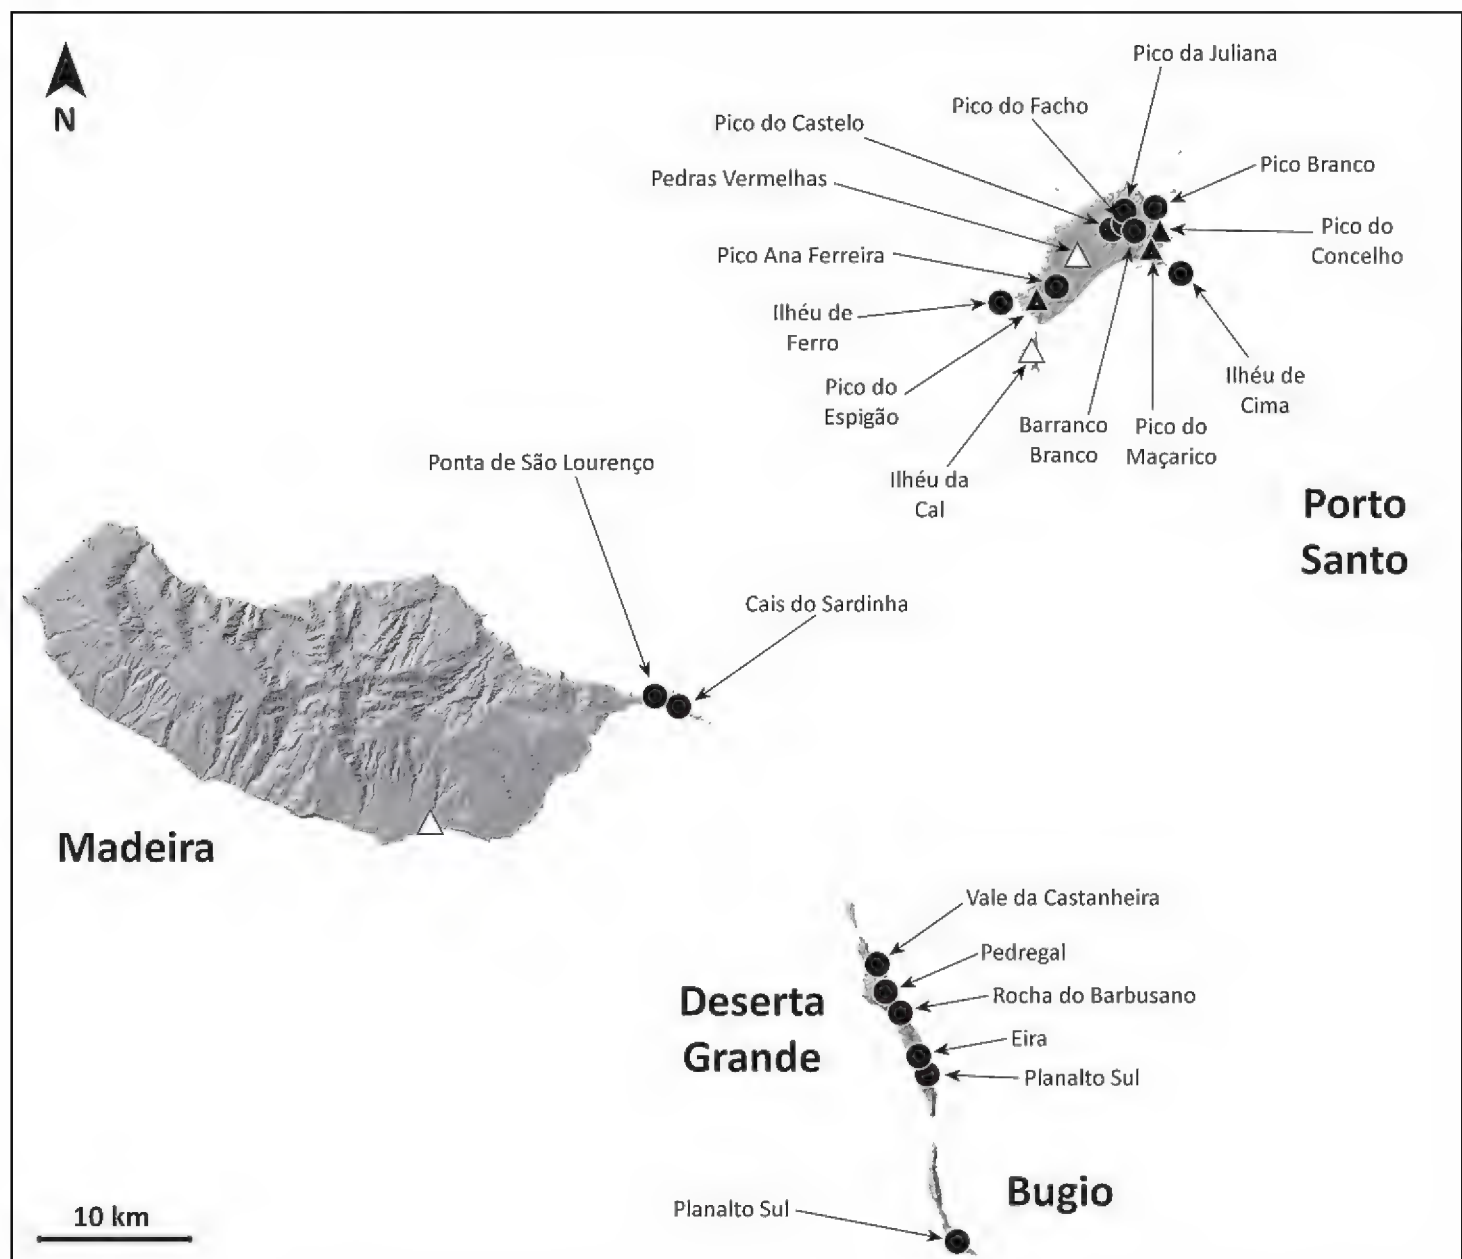 N
Pico da Juliana
Pico do Facho
Pico do Castelo
Pico Branco
Pedras Vermelhas
Pico do
Concelho
Pico Ana Ferreira
Ilhéu de
Ferro
Ilhéu de
Cima
Pico do
Espigão
Barranco
Branco
Pico do
Maçarico
Ilhéu da
Cal
Porto
Santo
Ponta de São Lourenço
Cais do Sardinha
Madeira
Vale da Castanheira
Pedregal
Rocha do Barbusano
Eira
Planalto Sul
Deserta
Grande
Bugio
Planalto Sul
10 km